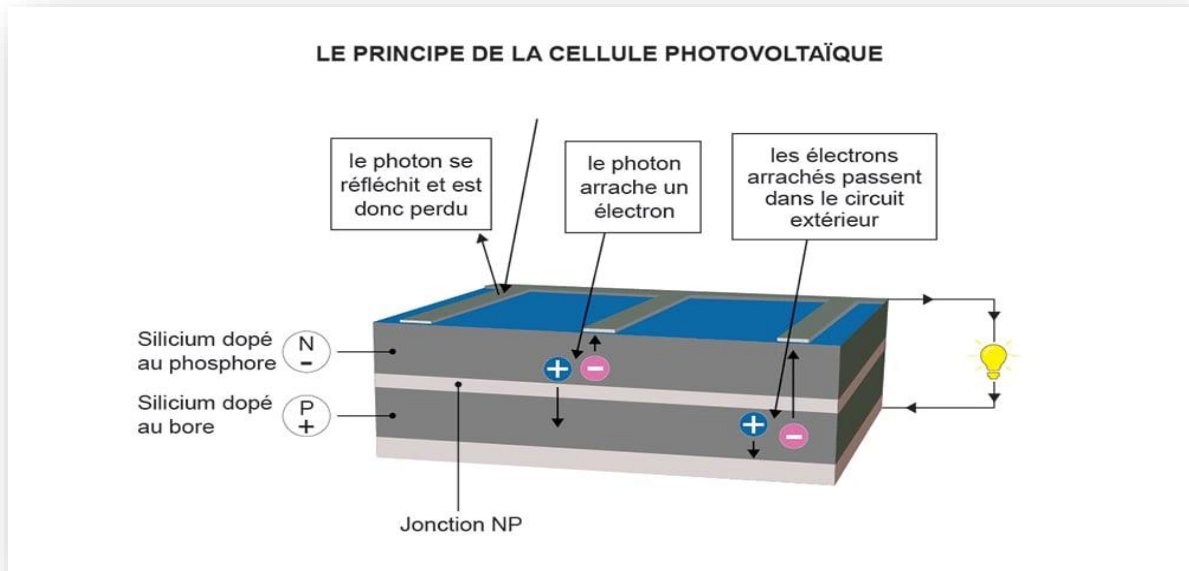 LE PRINCIPE DE LA CELLULE PHOTOVOLTAÏQUE
le photon se
réfléchit et est
donc perdu
le photon
arrache un
électron
les électrons
arrachés passent
dans le circuit
extérieur
Silicium dopé
au phosphore
N
-
Silicium dopé
au bore
P
+
+
-
+
-
Jonction NP